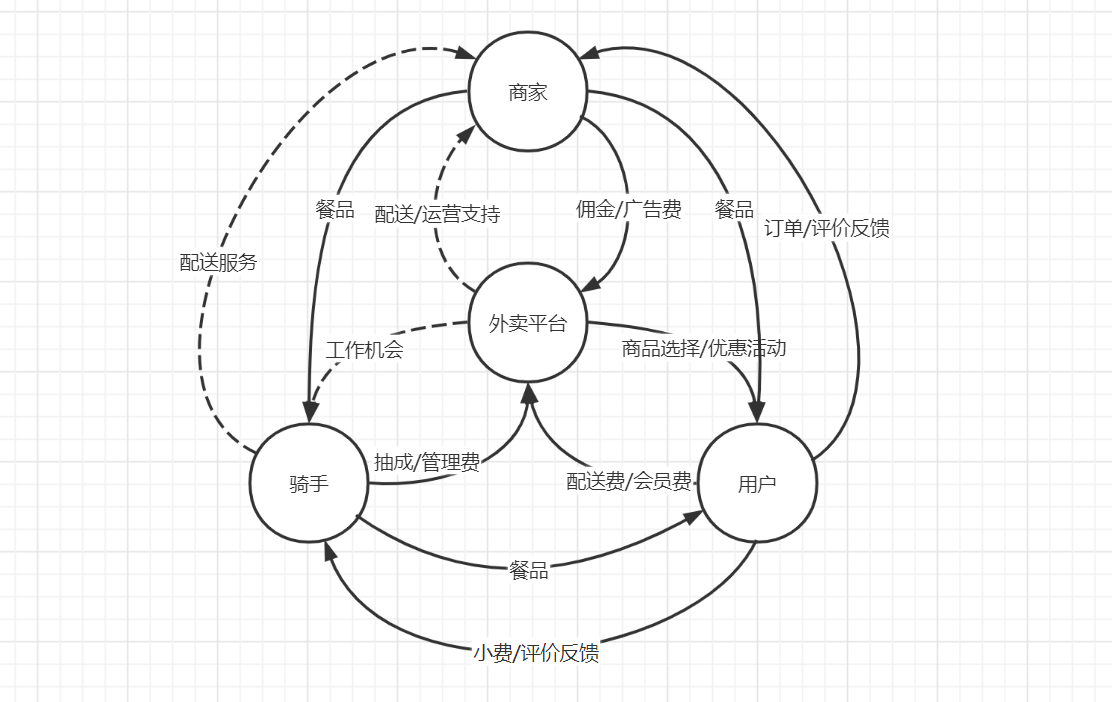 商家
餐品
配送/运营支持
佣金/广告费
餐品
订单/评价反馈
配送服务
外卖平台
工作机会
商品选择/优惠活动
抽成/管理费
配送费/会员费
骑手
用户
餐品
小费/评价反馈